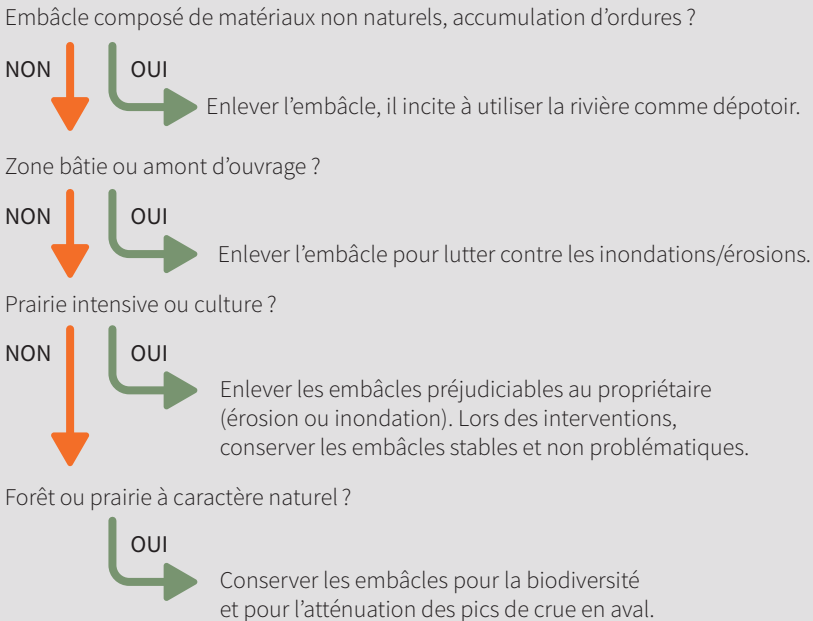 Embâcle composé de matériaux non naturels, accumulation d’ordures ?
NON
OUI
Enlever l’embâcle, il incite à utiliser la rivière comme dépotoir.
Zone bâtie ou amont d’ouvrage ?
NON
OUI
Enlever l’embâcle pour lutter contre les inondations/érosions.
Prairie intensive ou culture ?
NON
OUI
Enlever les embâcles préjudiciables au propriétaire
(érosion ou inondation). Lors des interventions,
conserver les embâcles stables et non problématiques.
Forêt ou prairie à caractère naturel ?
OUI
Conserver les embâcles pour la biodiversité
et pour l’atténuation des pics de crue en aval.